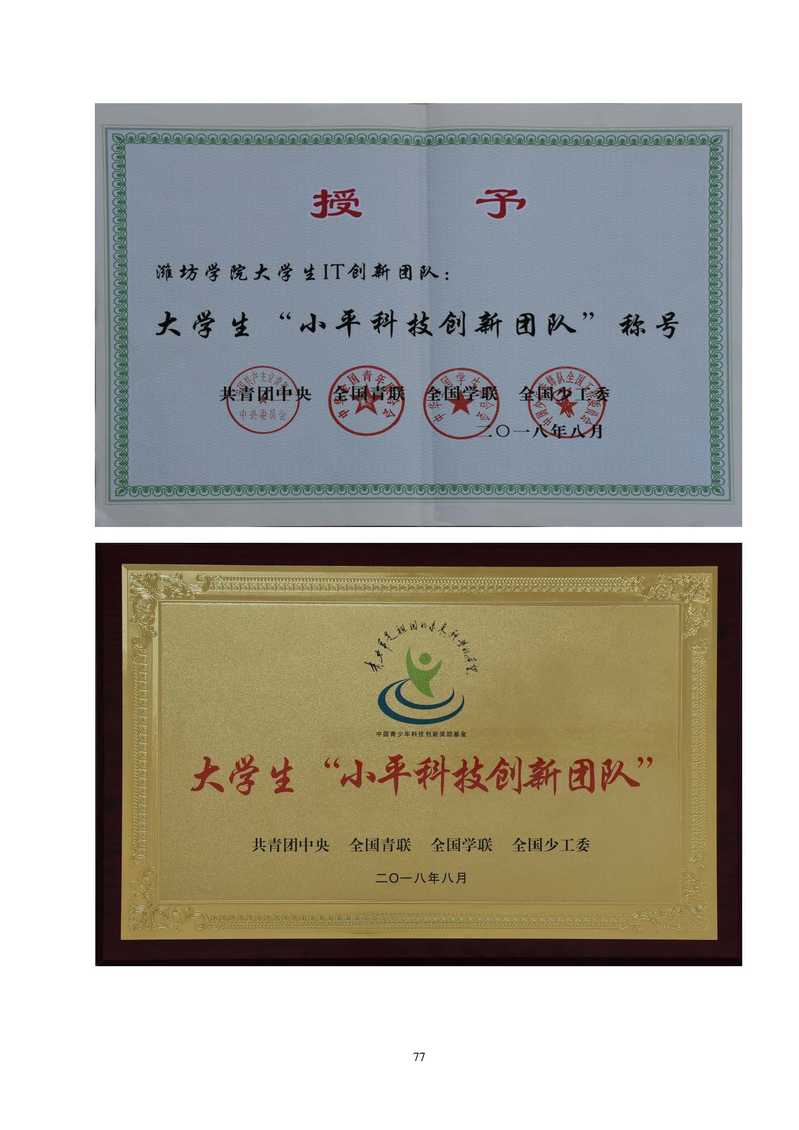 授 予
潍坊学院大学生IT创新团队：
大学生“小平科技创新团队”称号
共青团中央 全国青联 全国学联 全国少工委
二〇一八年八月
中国青少年科技创新奖励基金
大学生“小平科技创新团队”
共青团中央 全国青联 全国学联 全国少工委
二〇一八年八月
77